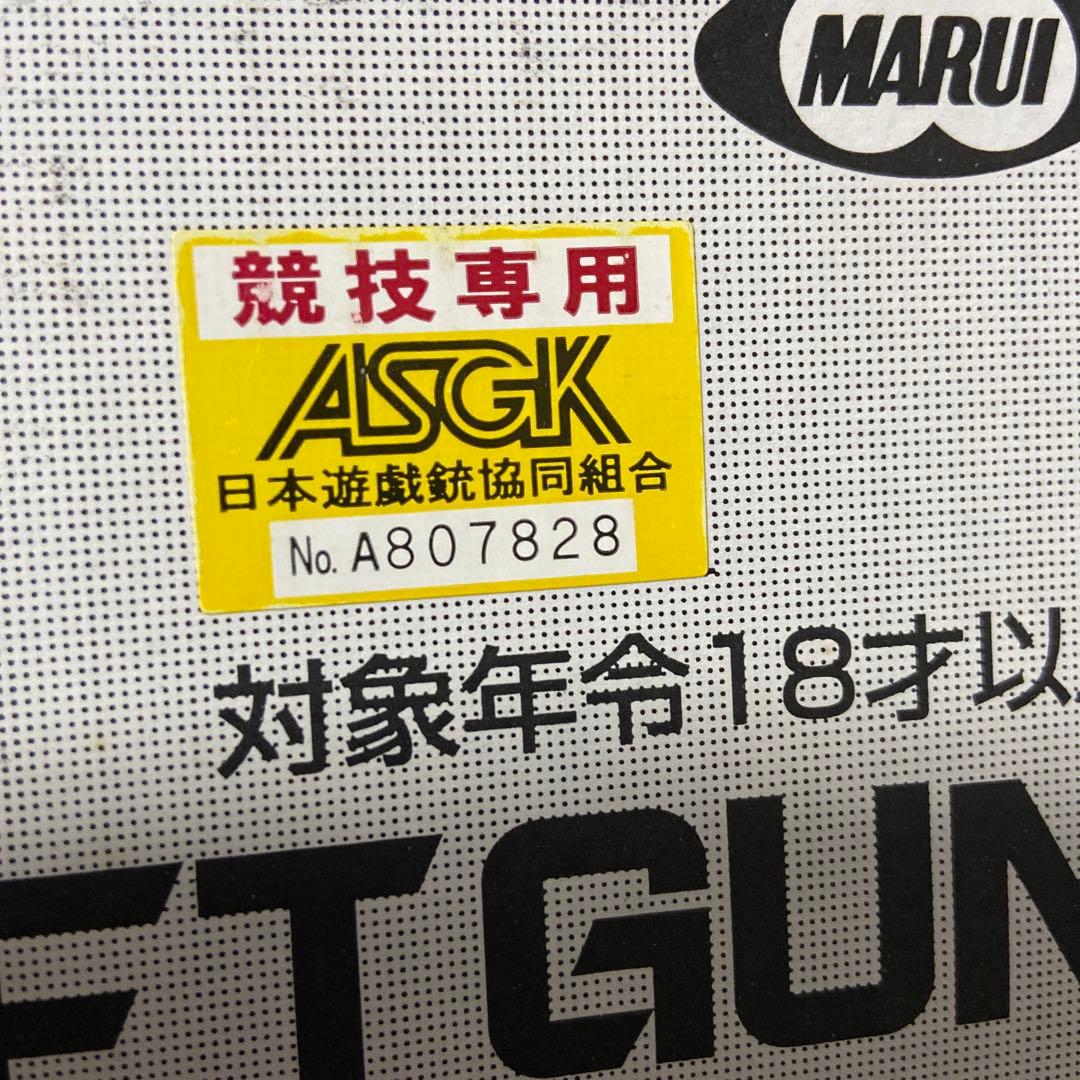 MARUI
競技専用
ASGK
日本遊戯銃協同組合
No. A807828
対象年令18才以
ET GUN